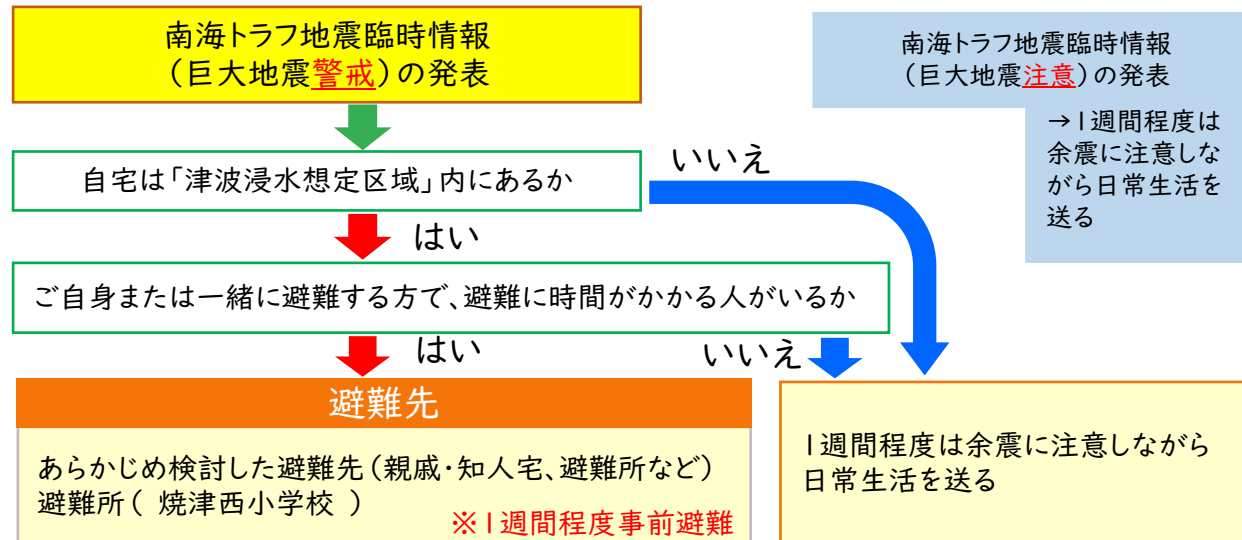 南海トラフ地震臨時情報
（巨大地震警戒）の発表
南海トラフ地震臨時情報
（巨大地震注意）の発表
→1週間程度は
余震に注意しな
がら日常生活を
送る
自宅は「津波浸水想定区域」内にあるか
いいえ
はい
ご自身または一緒に避難する方で、避難に時間がかかる人がいるか
はい
いいえ
避難先
あらかじめ検討した避難先（親戚・知人宅、避難所など）
避難所（ 焼津西小学校 ）
※1週間程度事前避難
1週間程度は余震に注意しながら
日常生活を送る